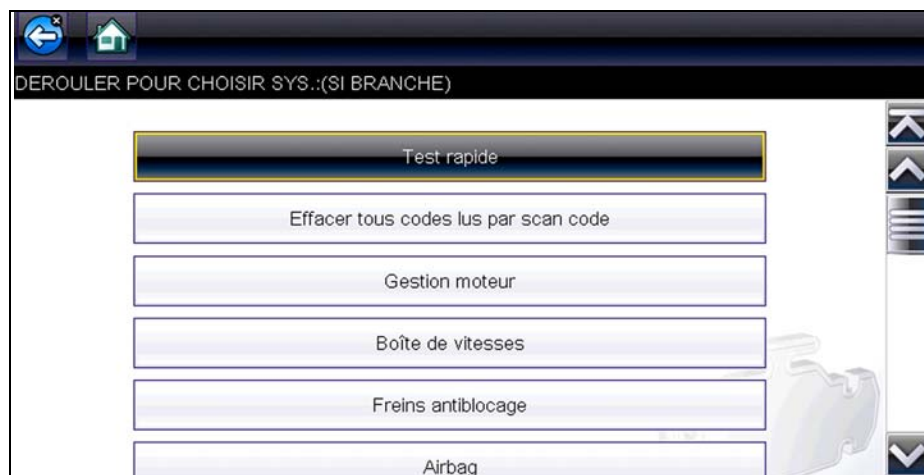 DEROULER POUR CHOISIR SYS.:(SI BRANCHE)
Test rapide
Effacer tous codes lus par scan code
Gestion moteur
Boîte de vitesses
Freins antiblocage
Airbag